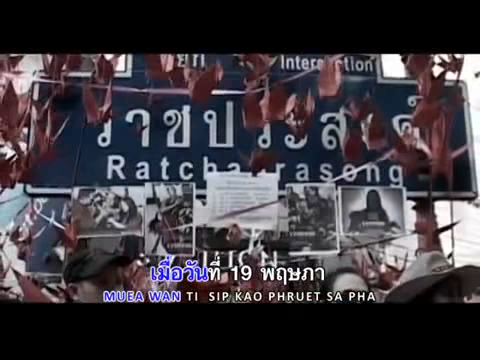 Intersection
ราชประสงค์
Ratchaprasong
เมื่อวันที่ 19 พฤษภา
MUEA WAN TI SIP KAO PHRUET SA PHA